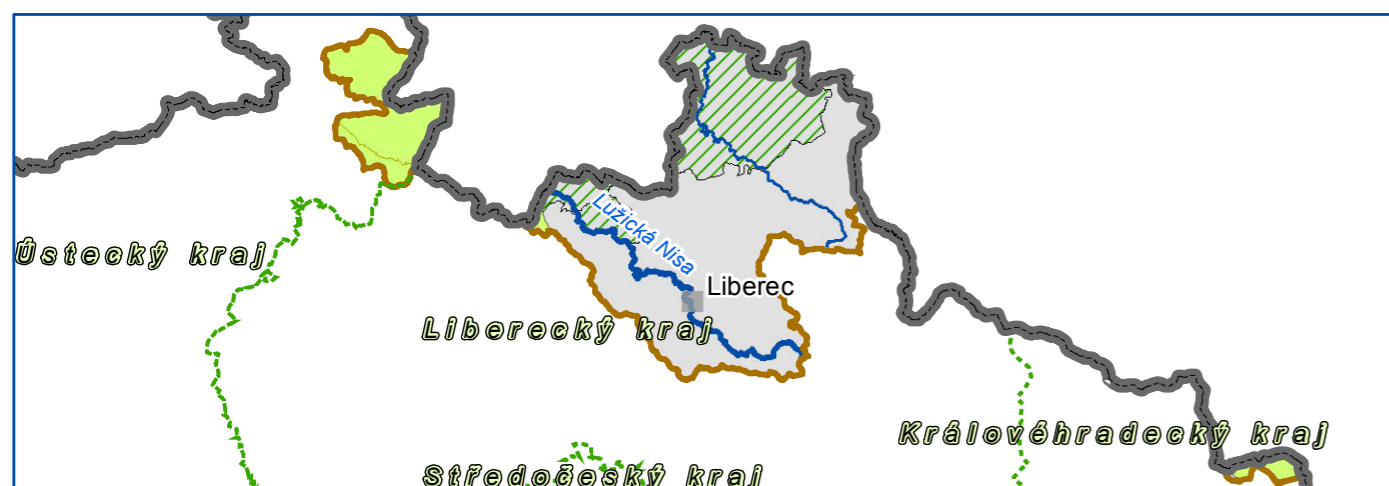 Ústecký kraj
Lužická Nisa
Liberec
Liberecký kraj
Královéhradecký kraj
Středočeský kraj